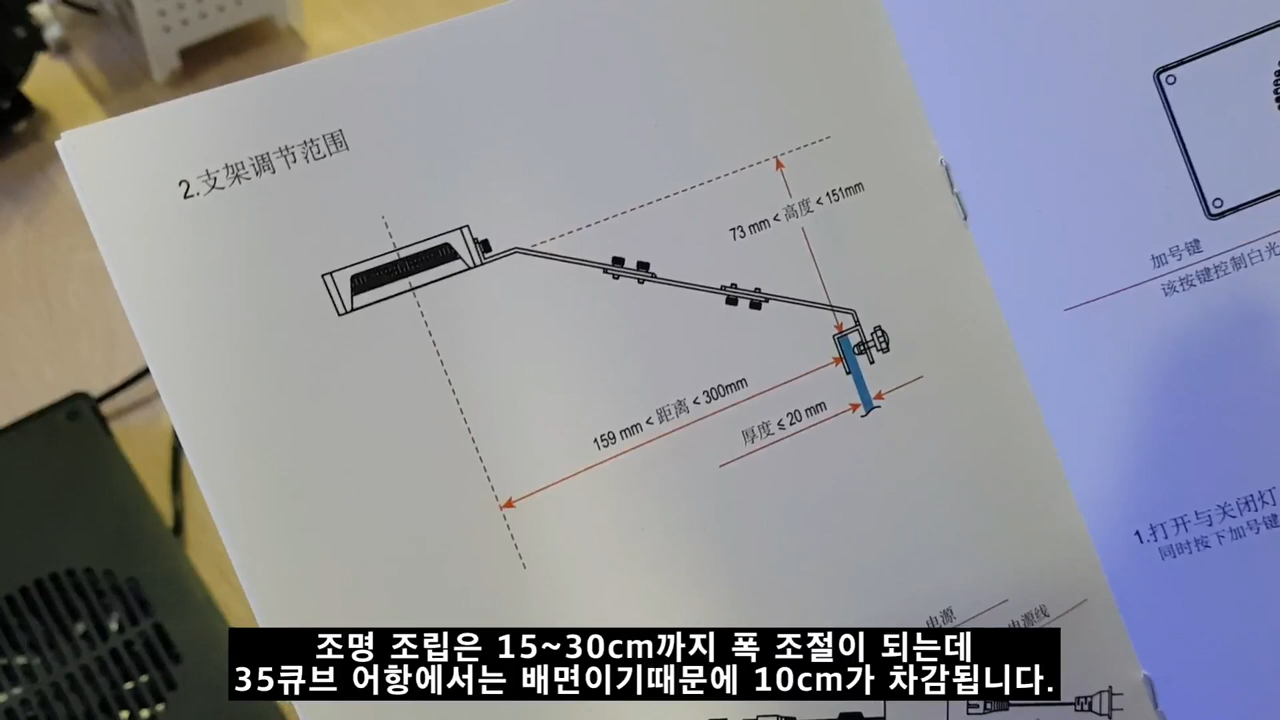 2.支架调节范围
73 mm < 高度 < 151mm
159 mm < 距离 < 300mm
厚度 ≤ 20 mm
加号键
该按键控制白光
1.打开与关闭灯
同时按下加号键
电源
电源线
조명 조립은 15~30cm까지 폭 조절이 되는데
35큐브 어항에서는 배면이기때문에 10cm가 차감됩니다.